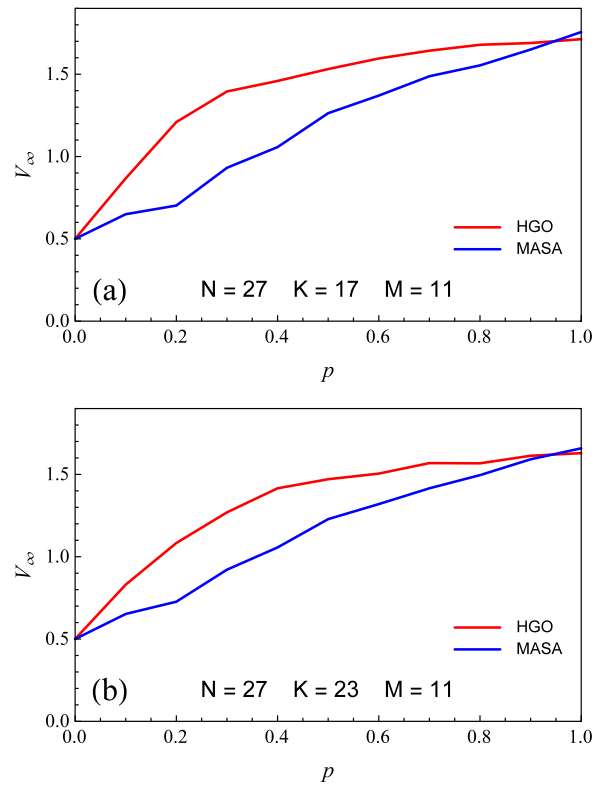 1.5
1.0
0.5
0.0
V∞
HGO
MASA
(a) N = 27 K = 17 M = 11
0.0 0.2 0.4 0.6 0.8 1.0
p
1.5
1.0
0.5
0.0
V∞
HGO
MASA
(b) N = 27 K = 23 M = 11
0.0 0.2 0.4 0.6 0.8 1.0
p